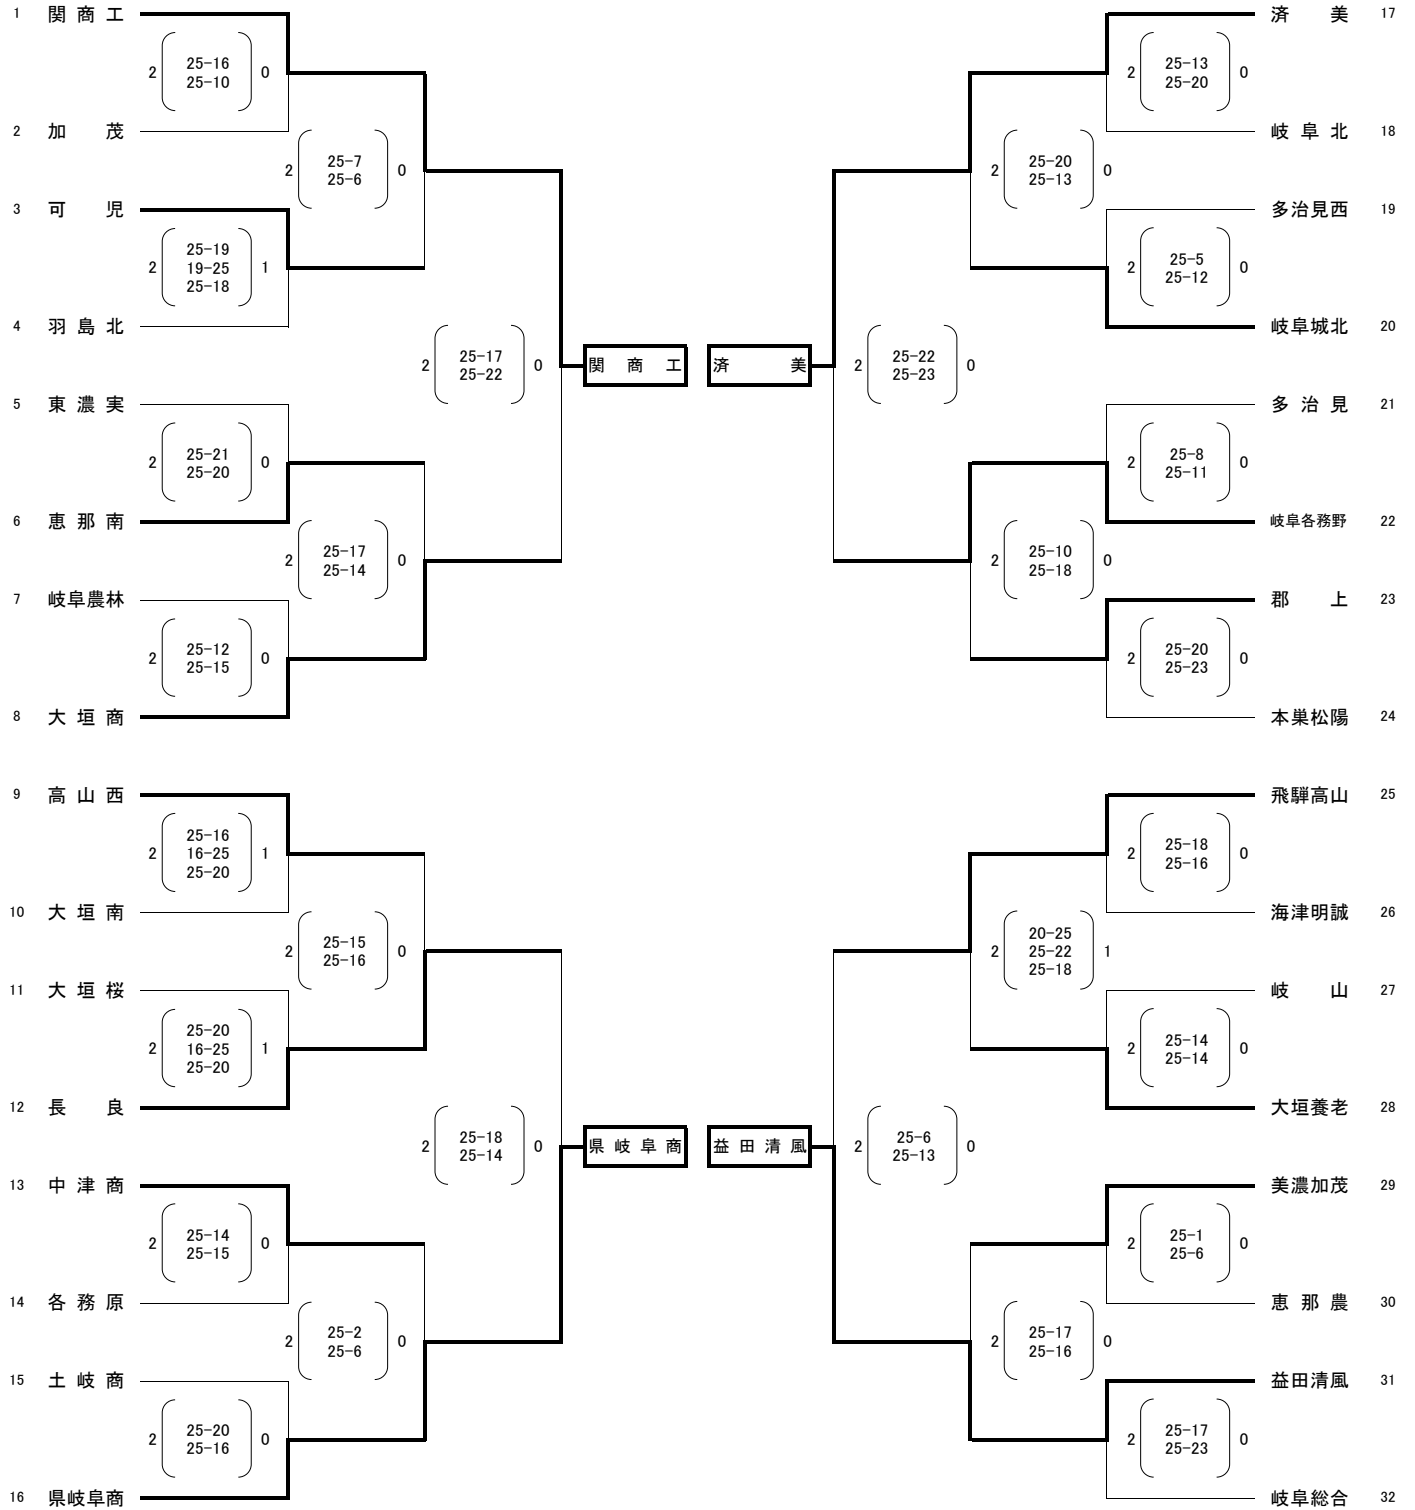 1 関商工
2 25-16 0
25-10
2 加茂
2 25-7 0
25-6
3 可児
2 25-19 1
19-25
25-18
4 羽島北
2 25-17 0
25-22
関商工
5 東濃実
2 25-21 0
25-20
6 恵那南
2 25-17 0
25-14
7 岐阜農林
2 25-12 0
25-15
8 大垣商
9 高山西
2 25-16 1
16-25
25-20
10 大垣南
2 25-15 0
25-16
11 大垣桜
2 25-20 1
16-25
25-20
12 長良
2 25-18 0
25-14
県岐阜商
13 中津商
2 25-14 0
25-15
14 各務原
2 25-2 0
25-6
15 土岐商
2 25-20 0
25-16
16 県岐阜商
済美 17
2 25-13 0
25-20
岐阜北 18
2 25-20 0
25-13
多治見西 19
2 25-5 0
25-12
岐阜城北 20
済美
2 25-22 0
25-23
多治見 21
2 25-8 0
25-11
岐阜各務野 22
2 25-10 0
25-18
郡上 23
2 25-20 0
25-23
本巣松陽 24
飛騨高山 25
2 25-18 0
25-16
海津明誠 26
2 20-25 1
25-22
25-18
岐山 27
2 25-14 0
25-14
大垣養老 28
益田清風
2 25-6 0
25-13
美濃加茂 29
2 25-1 0
25-6
恵那農 30
2 25-17 0
25-16
益田清風 31
2 25-17 0
25-23
岐阜総合 32